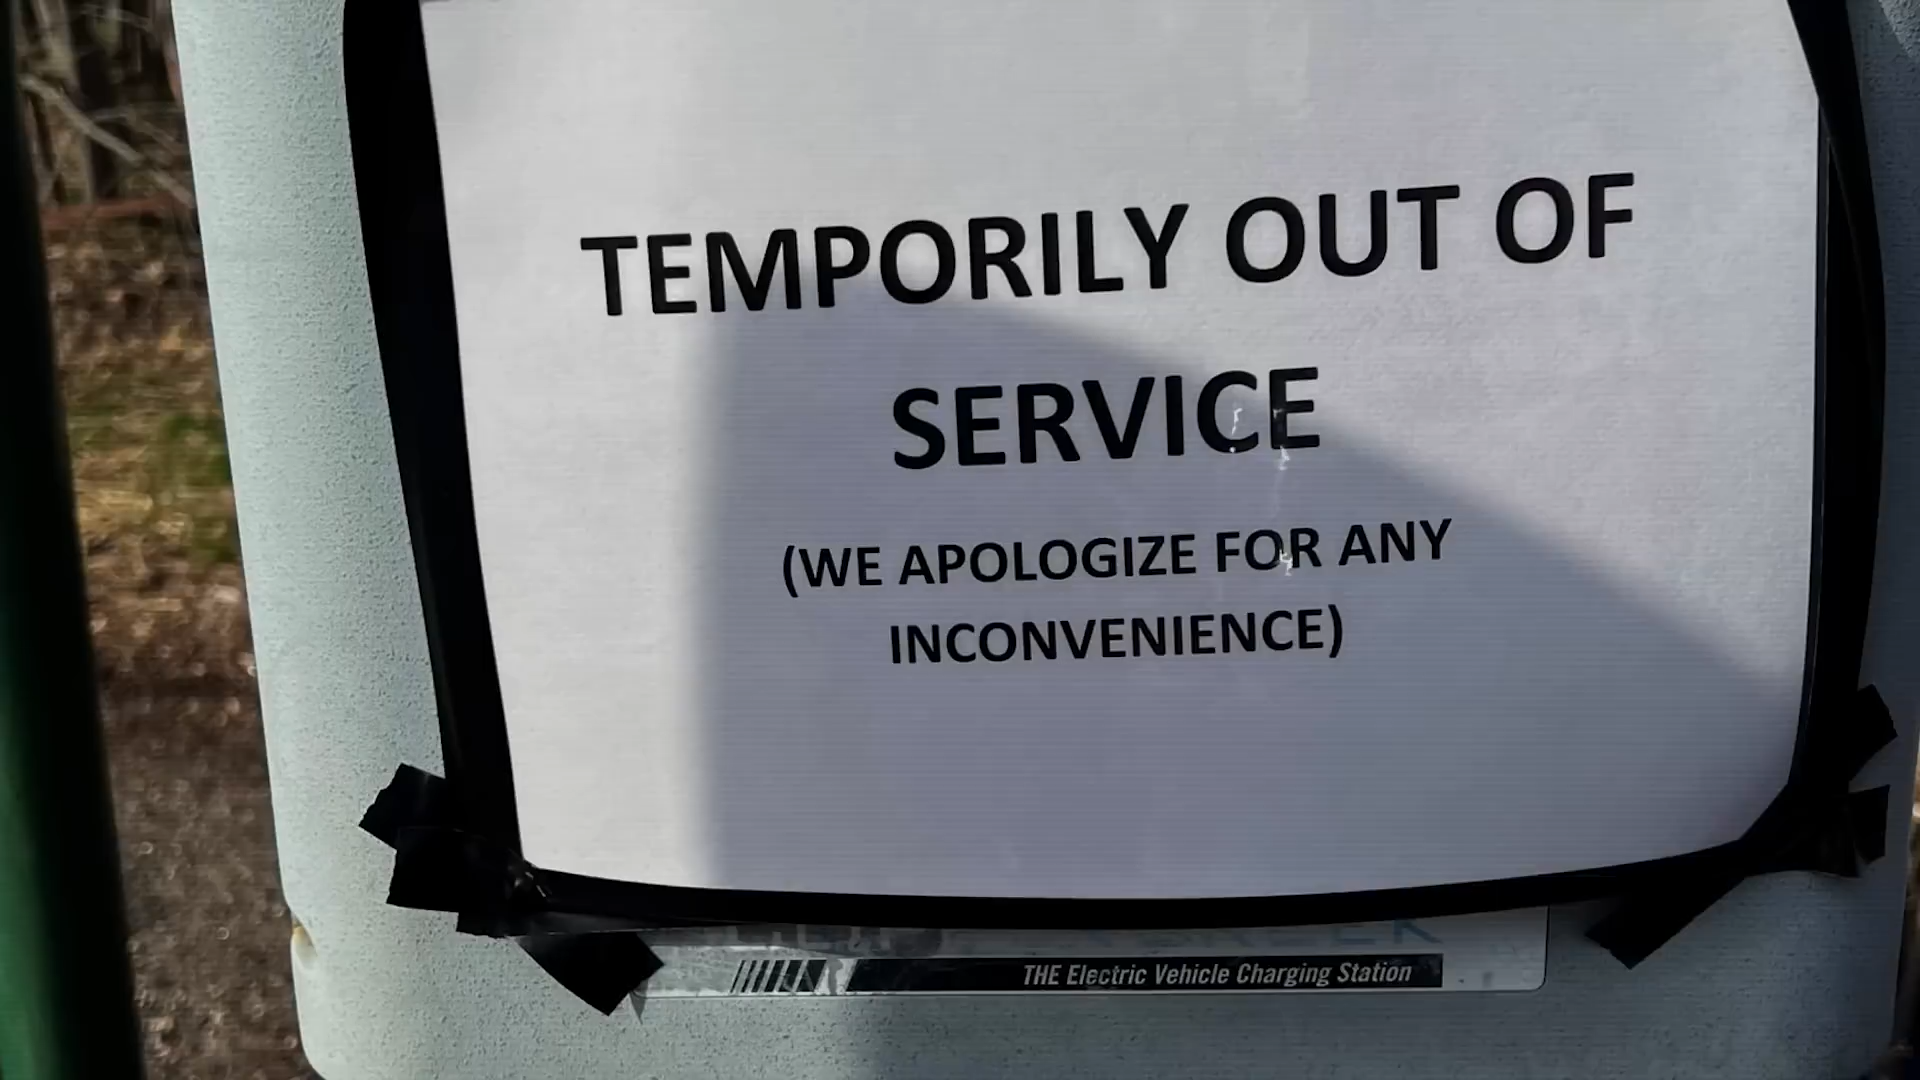 TEMPORILY OUT OF
SERVICE
(WE APOLOGIZE FOR ANY
INCONVENIENCE)
THE Electric Vehicle Charging Station